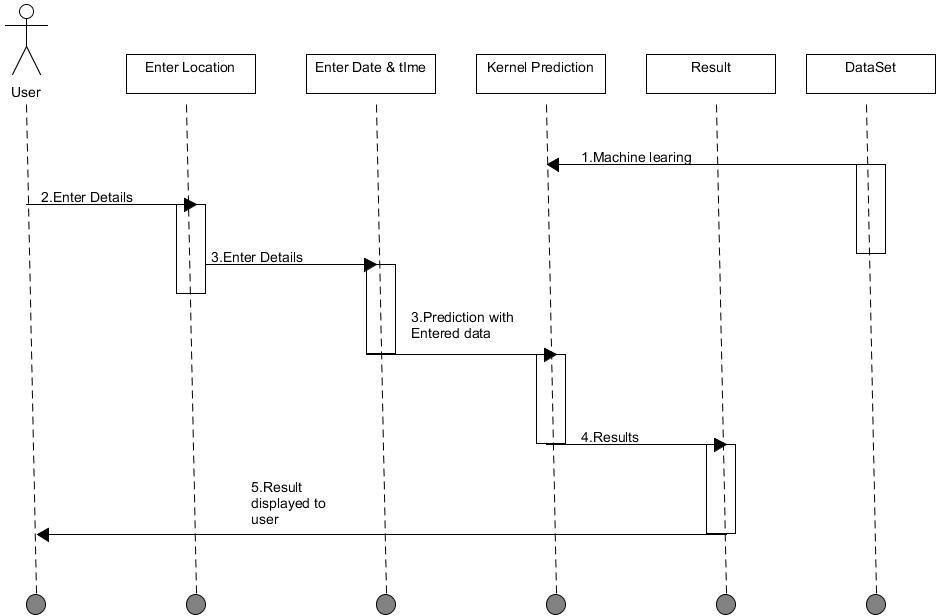 User
Enter Location
Enter Date & tIme
Kernel Prediction
Result
DataSet
1.Machine learing
2.Enter Details
3.Enter Details
3.Prediction with
Entered data
4.Results
5.Result
displayed to
user